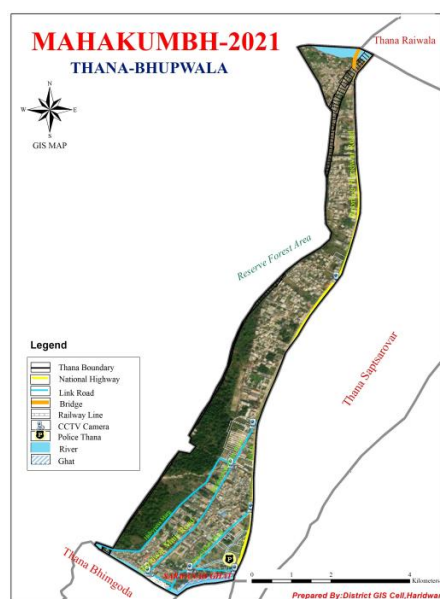 MAHAKUMBH-2021
THANA-BHUPWALA
Thana Raiwala
N
W
E
S
GIS MAP
Reserve Forest Area
Thana Saptsarovar
Legend
Thana Boundary
National Highway
Link Road
Bridge
Railway Line
CCTV Camera
P
Police Thana
River
Ghat
Thana Bhimgoda
P
0
2
4
Kilometers
Prepared By:District GIS Cell,Haridwar